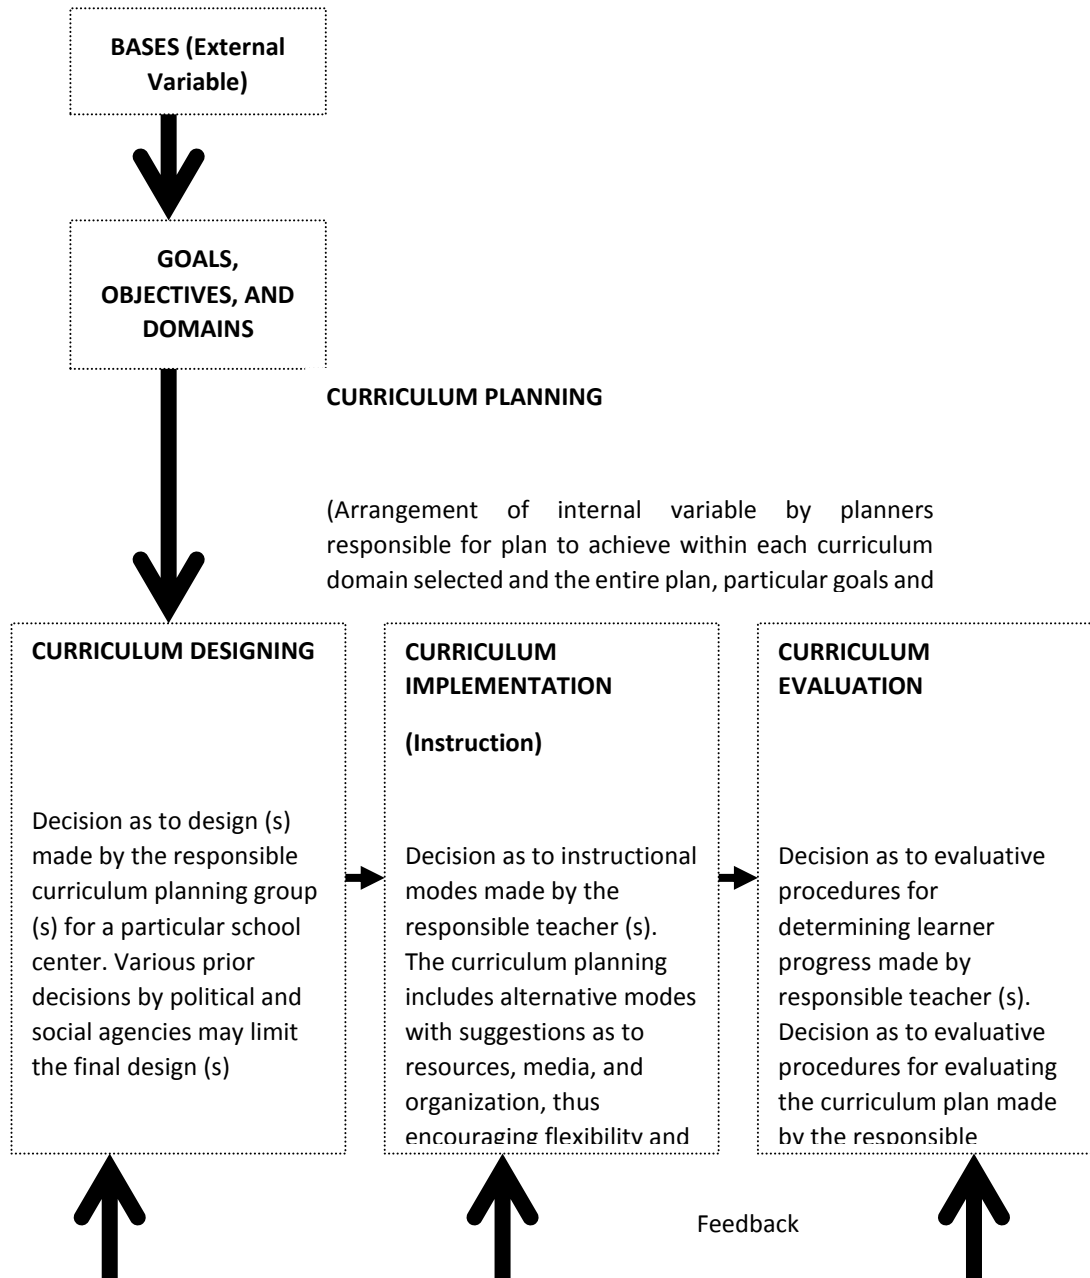 BASES (External
Variable)
GOALS,
OBJECTIVES, AND
DOMAINS
CURRICULUM PLANNING
(Arrangement of internal variable by planners
responsible for plan to achieve within each curriculum
domain selected and the entire plan, particular goals and
CURRICULUM DESIGNING
Decision as to design (s)
made by the responsible
curriculum planning group
(s) for a particular school
center. Various prior
decisions by political and
social agencies may limit
the final design (s)
CURRICULUM
IMPLEMENTATION
(Instruction)
Decision as to instructional
modes made by the
responsible teacher (s).
The curriculum planning
includes alternative modes
with suggestions as to
resources, media, and
organization, thus
encouraging flexibility and
CURRICULUM
EVALUATION
Decision as to evaluative
procedures for
determining learner
progress made by
responsible teacher (s).
Decision as to evaluative
procedures for evaluating
the curriculum plan made
by the responsible
Feedback